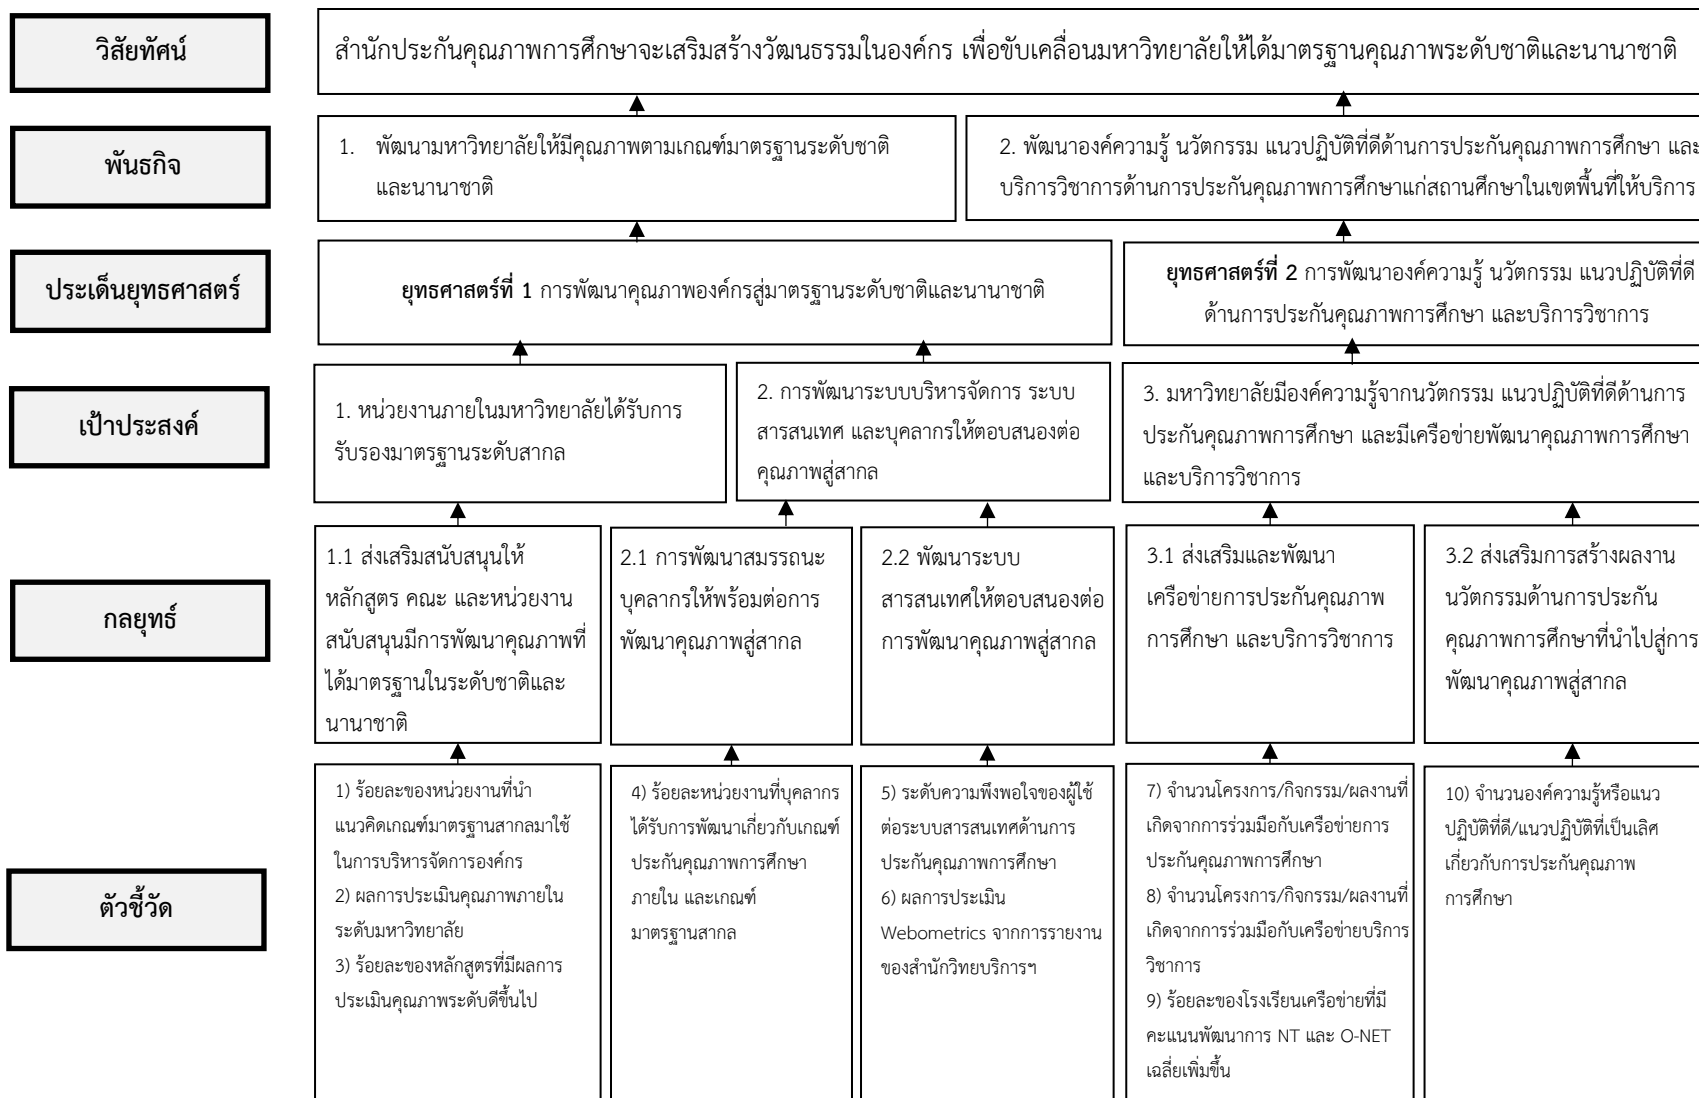 วิสัยทัศน์
สำนักประกันคุณภาพการศึกษาจะเสริมสร้างวัฒนธรรมในองค์กร เพื่อขับเคลื่อนมหาวิทยาลัยให้ได้มาตรฐานคุณภาพระดับชาติและนานาชาติ
พันธกิจ
1. พัฒนามหาวิทยาลัยให้มีคุณภาพตามเกณฑ์มาตรฐานระดับชาติ
และนานาชาติ
2. พัฒนาองค์ความรู้ นวัตกรรม แนวปฏิบัติที่ดีด้านการประกันคุณภาพการศึกษา และ
บริการวิชาการด้านการประกันคุณภาพการศึกษาแก่สถานศึกษาในเขตพื้นที่ให้บริการ
ประเด็นยุทธศาสตร์
ยุทธศาสตร์ที่ 1 การพัฒนาคุณภาพองค์กรสู่มาตรฐานระดับชาติและนานาชาติ
ยุทธศาสตร์ที่ 2 การพัฒนาองค์ความรู้ นวัตกรรม แนวปฏิบัติที่ดี
ด้านการประกันคุณภาพการศึกษา และบริการวิชาการ
เป้าประสงค์
1. หน่วยงานภายในมหาวิทยาลัยได้รับการ
รับรองมาตรฐานระดับสากล
2. การพัฒนาระบบบริหารจัดการ ระบบ
สารสนเทศ และบุคลากรให้ตอบสนองต่อ
คุณภาพสู่สากล
3. มหาวิทยาลัยมีองค์ความรู้จากนวัตกรรม แนวปฏิบัติที่ดีด้านการ
ประกันคุณภาพการศึกษา และมีเครือข่ายพัฒนาคุณภาพการศึกษา
และบริการวิชาการ
กลยุทธ์
1.1 ส่งเสริมสนับสนุนให้
หลักสูตร คณะ และหน่วยงาน
สนับสนุนมีการพัฒนาคุณภาพที่
ได้มาตรฐานในระดับชาติและ
นานาชาติ
2.1 การพัฒนาสมรรถนะ
บุคลากรให้พร้อมต่อการ
พัฒนาคุณภาพสู่สากล
2.2 พัฒนาระบบ
สารสนเทศให้ตอบสนองต่อ
การพัฒนาคุณภาพสู่สากล
3.1 ส่งเสริมและพัฒนา
เครือข่ายการประกันคุณภาพ
การศึกษา และบริการวิชาการ
3.2 ส่งเสริมการสร้างผลงาน
นวัตกรรมด้านการประกัน
คุณภาพการศึกษาที่นำไปสู่การ
พัฒนาคุณภาพสู่สากล
ตัวชี้วัด
1) ร้อยละของหน่วยงานที่นำ
แนวคิดเกณฑ์มาตรฐานสากลมาใช้
ในการบริหารจัดการองค์กร
2) ผลการประเมินคุณภาพภายใน
ระดับมหาวิทยาลัย
3) ร้อยละของหลักสูตรที่มีผลการ
ประเมินคุณภาพระดับดีขึ้นไป
4) ร้อยละหน่วยงานที่บุคลากร
ได้รับการพัฒนาเกี่ยวกับเกณฑ์
ประกันคุณภาพการศึกษา
ภายใน และเกณฑ์
มาตรฐานสากล
5) ระดับความพึงพอใจของผู้ใช้
ต่อระบบสารสนเทศด้านการ
ประกันคุณภาพการศึกษา
6) ผลการประเมิน
Webometrics จากการรายงาน
ของสำนักวิทยบริการฯ
7) จำนวนโครงการ/กิจกรรม/ผลงานที่
เกิดจากการร่วมมือกับเครือข่ายการ
ประกันคุณภาพการศึกษา
8) จำนวนโครงการ/กิจกรรม/ผลงานที่
เกิดจากการร่วมมือกับเครือข่ายบริการ
วิชาการ
9) ร้อยละของโรงเรียนเครือข่ายที่มี
คะแนนพัฒนาการ NT และ O-NET
เฉลี่ยเพิ่มขึ้น
10) จำนวนองค์ความรู้หรือแนว
ปฏิบัติที่ดี/แนวปฏิบัติที่เป็นเลิศ
เกี่ยวกับการประกันคุณภาพ
การศึกษา